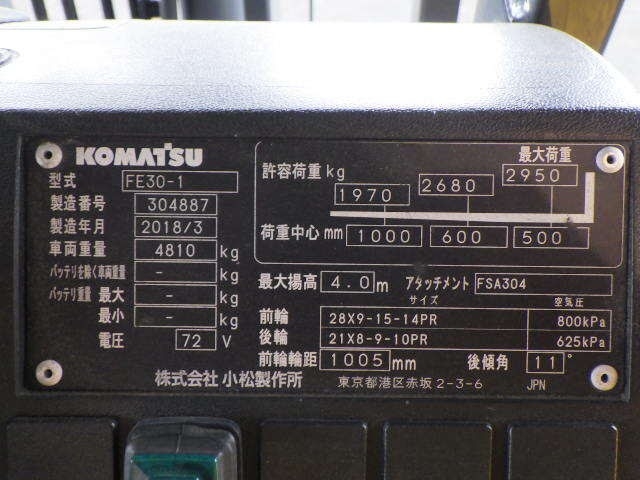 KOMATSU
型式 FE30-1
製造番号 304887
製造年月 2018/3
車両重量 4810 kg
バッテリを除く車両重量 - kg
バッテリ重量 最大 - kg
最小 - kg
電圧 72 V
許容荷重 kg 最大荷重
1970 2680 2950
荷重中心 mm 1000 600 500
最大揚高 4.0 m アタッチメント FSA304
サイズ 空気圧
前輪 28X9-15-14PR 800kPa
後輪 21X8-9-10PR 625kPa
前輪輪距 1005 mm 後傾角 11°
株式会社 小松製作所 東京都港区赤坂2-3-6 JPN